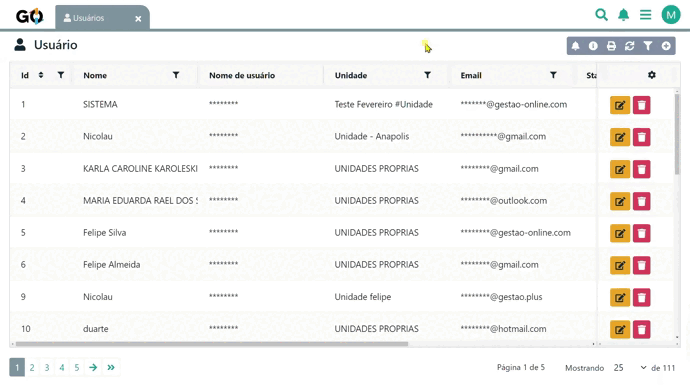 GO Usuários ×
M
Usuário
Id Nome Nome de usuário Unidade Email Sta
1 SISTEMA ******** Teste Fevereiro #Unidade *******@gestao-online.com
2 Nicolau ******** Unidade - Anapolis **********@gmail.com
3 KARLA CAROLINE KAROLESKI ******** UNIDADES PROPRIAS ********@gmail.com
4 MARIA EDUARDA RAEL DOS S ******** UNIDADES PROPRIAS ********@outlook.com
5 Felipe Silva ******** UNIDADES PROPRIAS ********@gestao-online.com
6 Felipe Almeida ******** UNIDADES PROPRIAS ********@gmail.com
9 Nicolau ******** Unidade felipe ********@gestao.plus
10 duarte ******** UNIDADES PROPRIAS ********@hotmail.com
1 2 3 4 5 Página 1 de 5 Mostrando 25 de 111